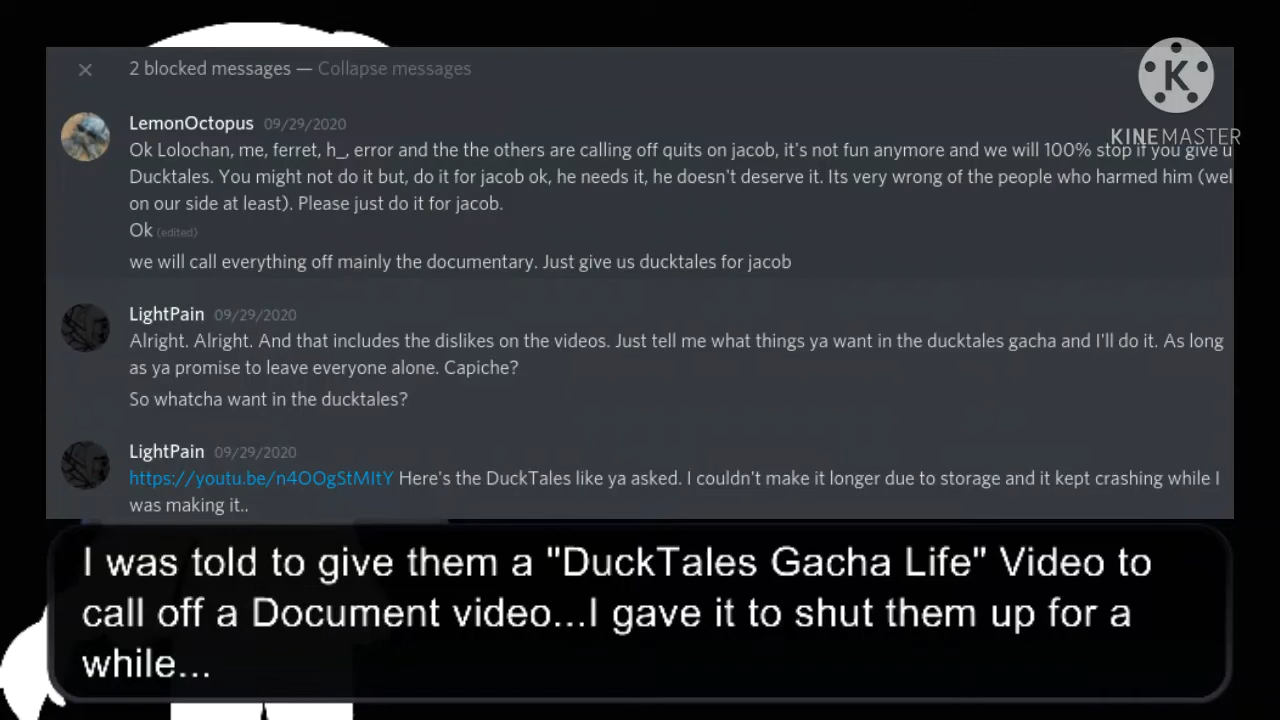 2 blocked messages — Collapse messages
LemonOctopus 09/29/2020
Ok Lolochan, me, ferret, h_, error and the the others are calling off quits on jacob, it's not fun anymore and we will 100% stop if you give u
Ducktales. You might not do it but, do it for jacob ok, he needs it, he doesn't deserve it. Its very wrong of the people who harmed him (wel
on our side at least). Please just do it for jacob.
Ok (edited)
we will call everything off mainly the documentary. Just give us ducktales for jacob
LightPain 09/29/2020
Alright. Alright. And that includes the dislikes on the videos. Just tell me what things ya want in the ducktales gacha and I'll do it. As long
as ya promise to leave everyone alone. Capiche?
So whatcha want in the ducktales?
LightPain 09/29/2020
https://youtu.be/n4OOgStMItY Here's the DuckTales like ya asked. I couldn't make it longer due to storage and it kept crashing while I
was making it..
K
KINEMASTER
I was told to give them a "DuckTales Gacha Life" Video to
call off a Document video...I gave it to shut them up for a
while...